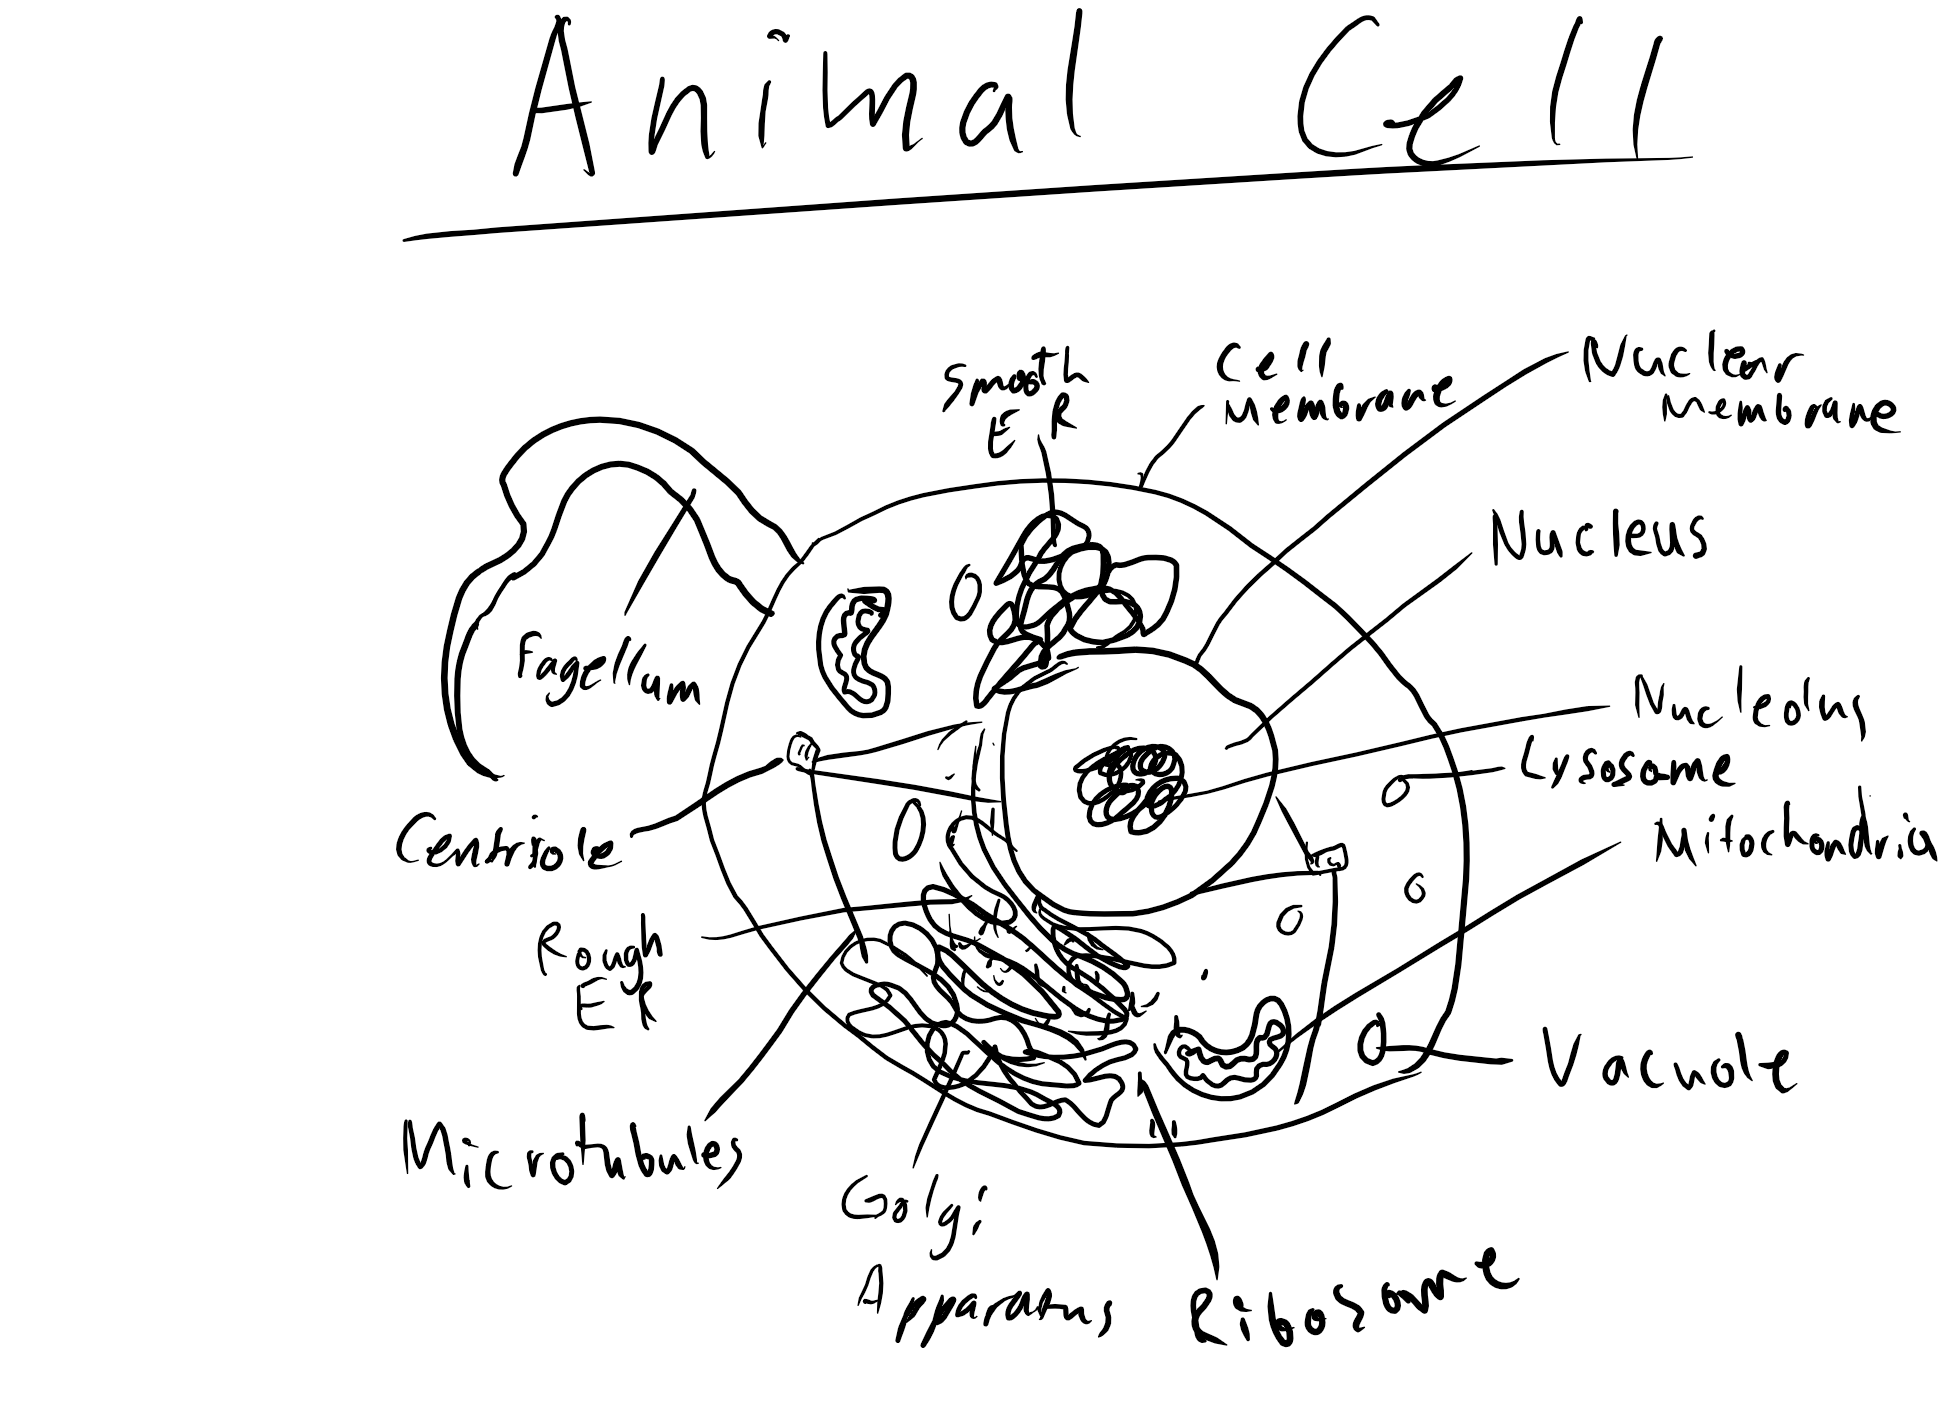 Animal Cell
Smooth
ER
Cell
Membrane
Nuclear
Membrane
Nucleus
Fagellum
Nucleolus
Lysosome
Mitochondria
Centriole
Rough
ER
Vacuole
Microtubules
Golgi
Apparatus
Ribosome